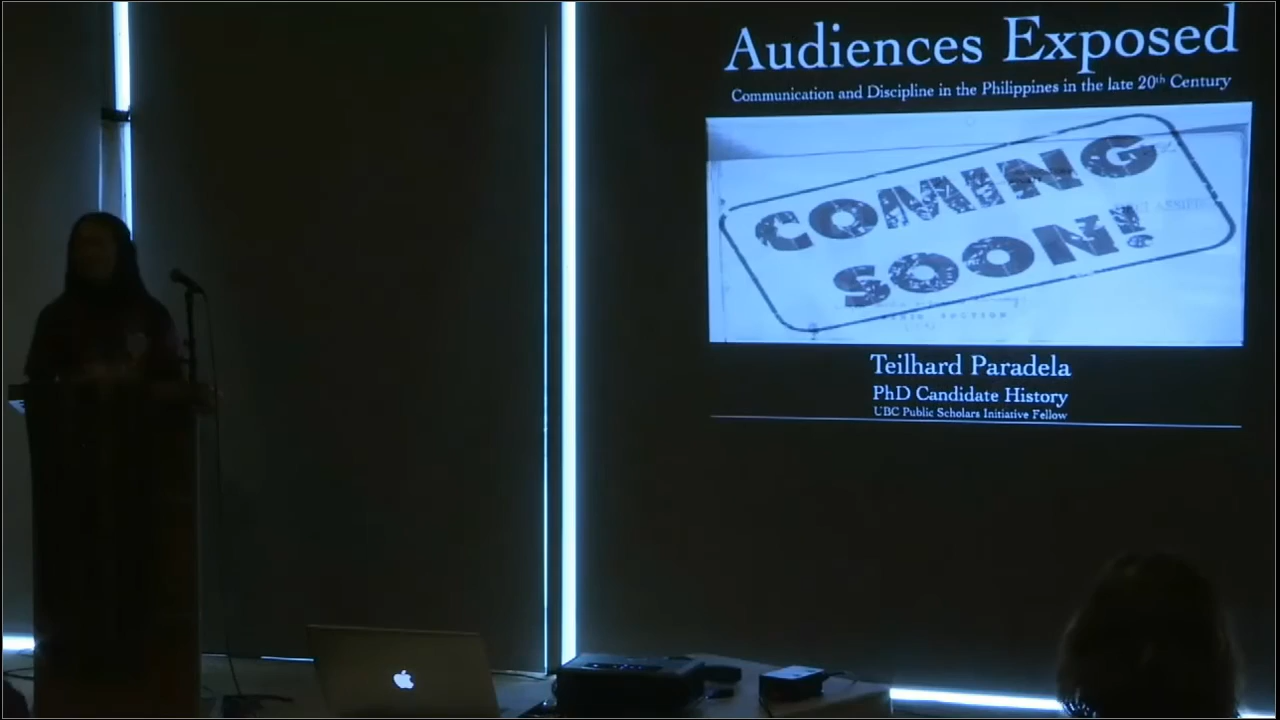 Audiences Exposed
Communication and Discipline in the Philippines in the late 20th Century
COMING
SOON!
Teilhard Paradela
PhD Candidate History
UBC Public Scholars Initiative Fellow